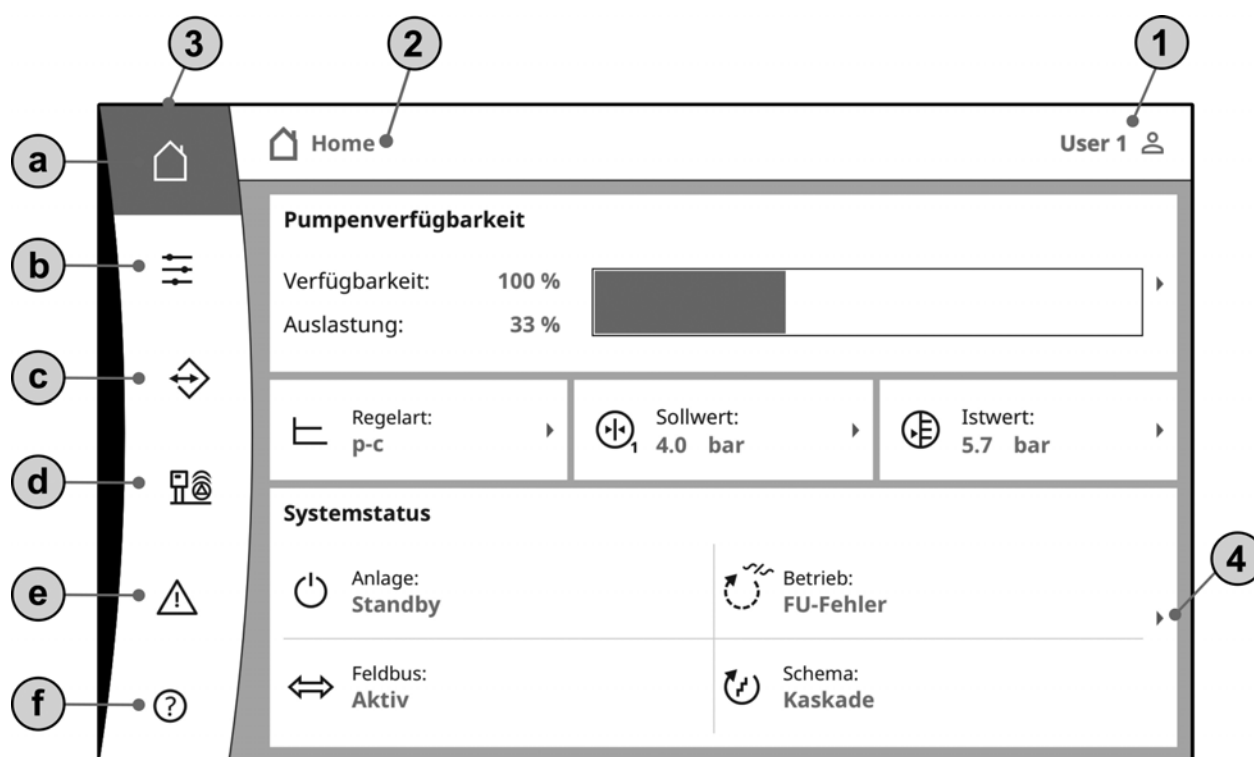 3
2
1
a
Home
User 1
Pumpenverfügbarkeit
b
Verfügbarkeit: 100 %
Auslastung: 33 %
c
Regelart:
p-c
Sollwert:
1
4.0 bar
Istwert:
5.7 bar
d
Systemstatus
4
Anlage:
Standby
Betrieb:
FU-Fehler
e
Feldbus:
Aktiv
Schema:
Kaskade
f
?